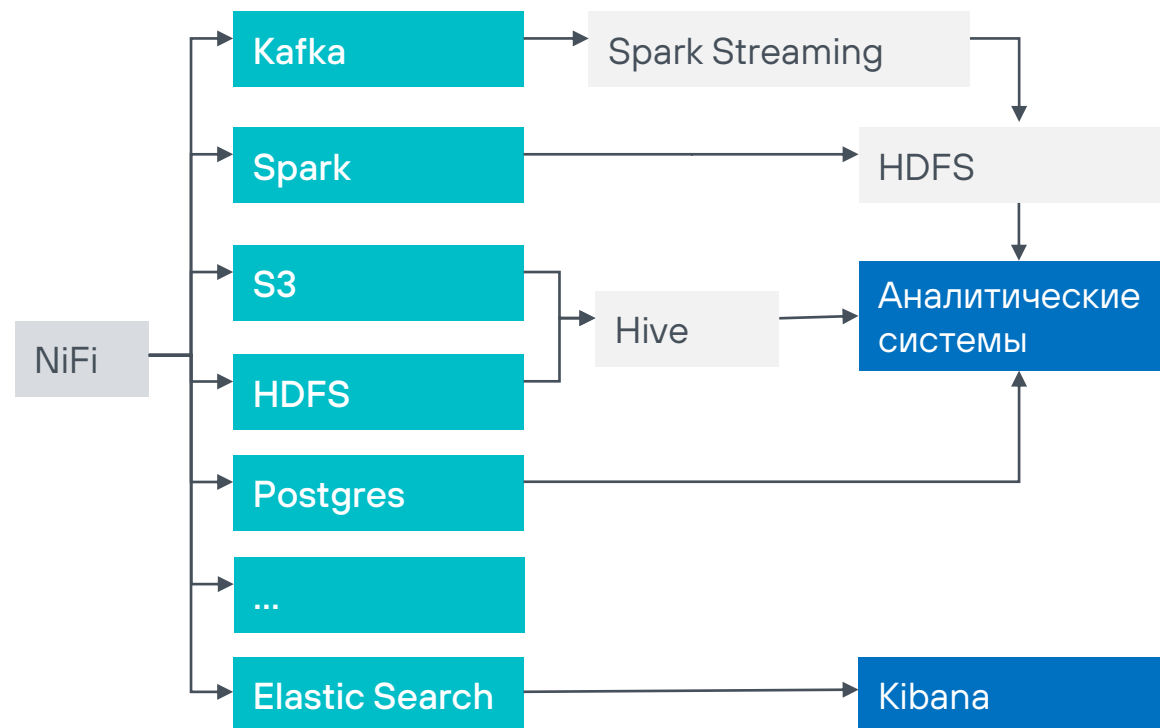 Kafka
Spark Streaming
Spark
HDFS
S3
Аналитические
системы
Hive
NiFi
HDFS
Postgres
...
Elastic Search
Kibana